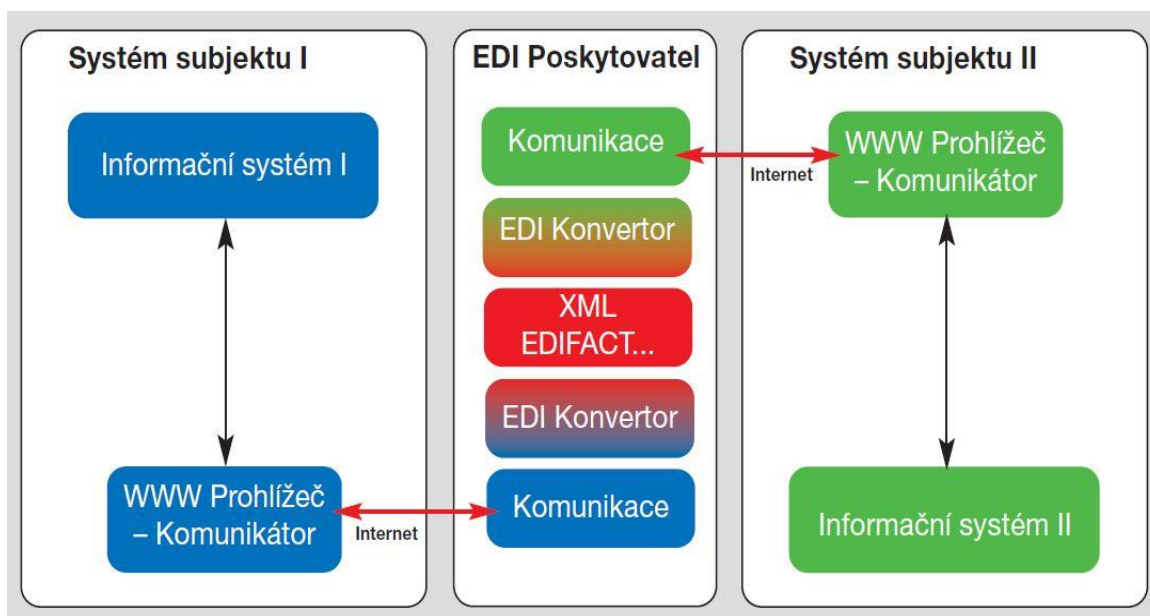 Systém subjektu I
Informační systém I
WWW Prohlížeč
– Komunikátor
Internet
EDI Poskytovatel
Komunikace
EDI Konvertor
XML
EDIFACT...
EDI Konvertor
Komunikace
Internet
Systém subjektu II
WWW Prohlížeč
– Komunikátor
Informační systém II